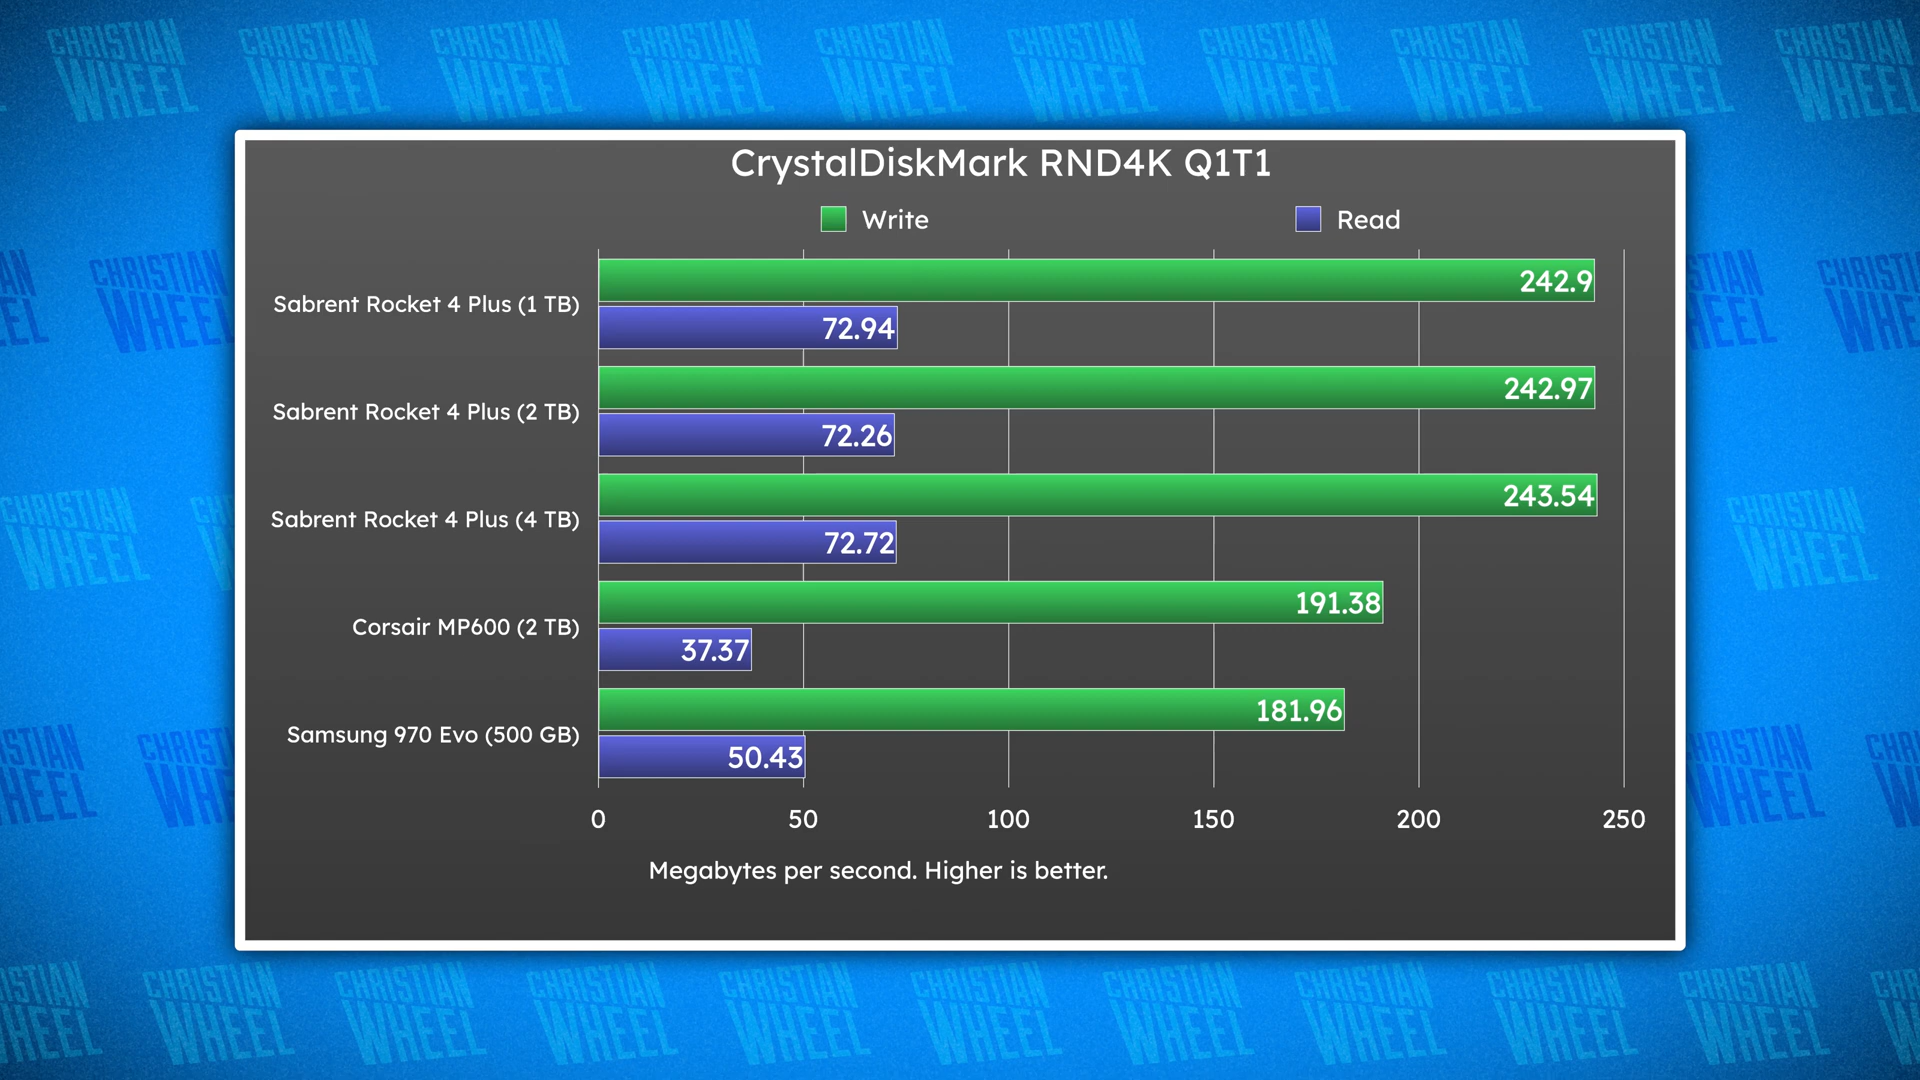 CrystalDiskMark RND4K Q1T1
Write Read
Sabrent Rocket 4 Plus (1 TB)
242.9
72.94
Sabrent Rocket 4 Plus (2 TB)
242.97
72.26
Sabrent Rocket 4 Plus (4 TB)
243.54
72.72
Corsair MP600 (2 TB)
191.38
37.37
Samsung 970 Evo (500 GB)
181.96
50.43
0 50 100 150 200 250
Megabytes per second. Higher is better.
CHRISTIAN
WHEEL